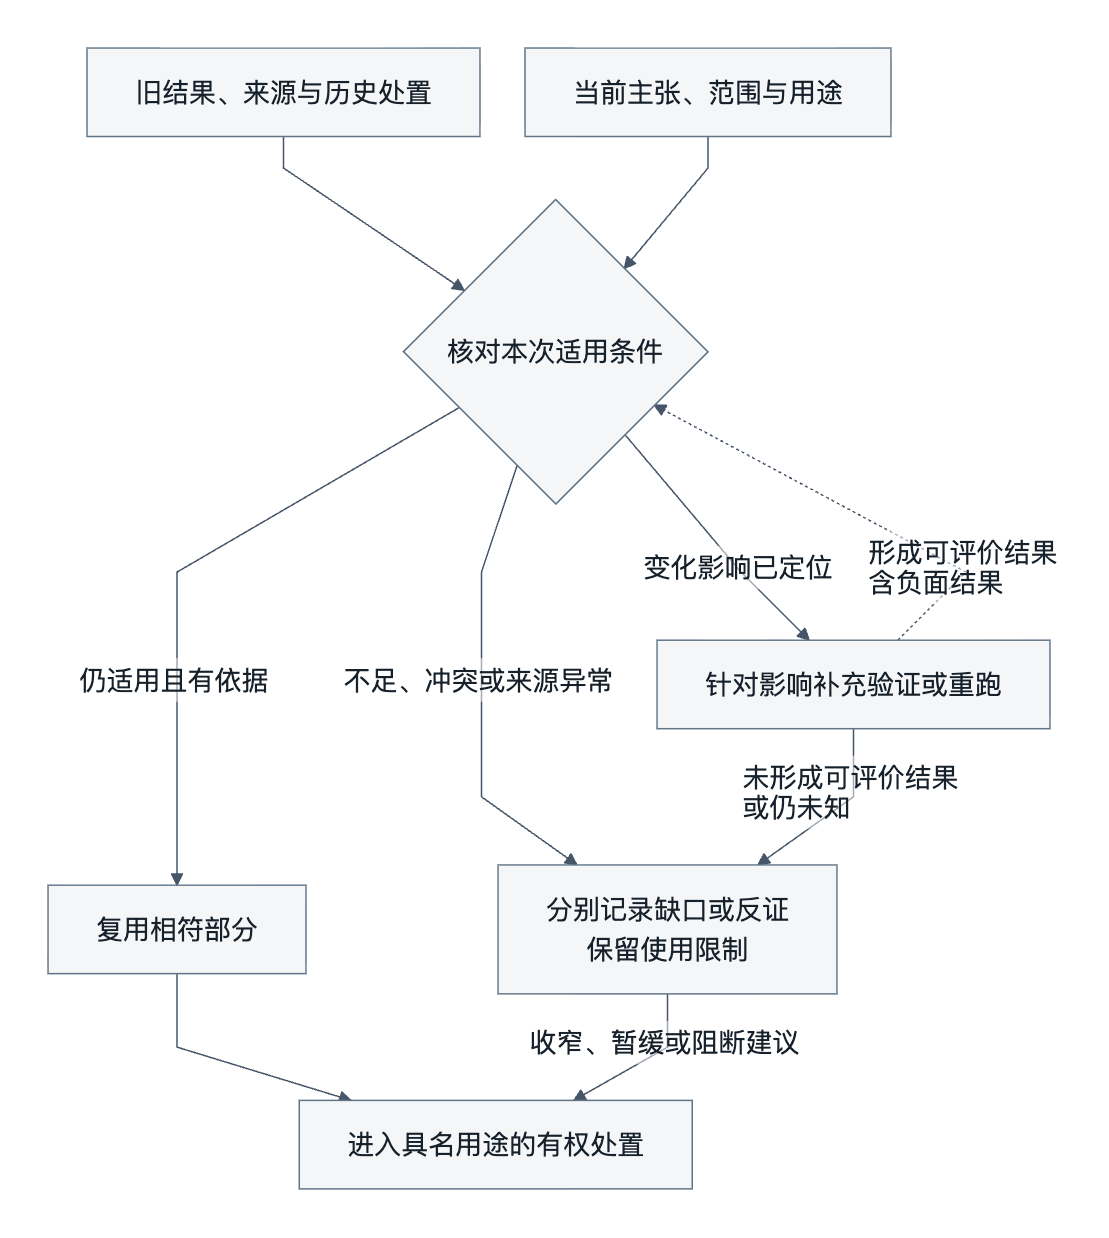 旧结果、来源与历史处置
当前主张、范围与用途
核对本次适用条件
变化影响已定位
形成可评价结果
含负面结果
仍适用且有依据
不足、冲突或来源异常
针对影响补充验证或重跑
未形成可评价结果
或仍未知
复用相符部分
分别记录缺口或反证
保留使用限制
收窄、暂缓或阻断建议
进入具名用途的有权处置